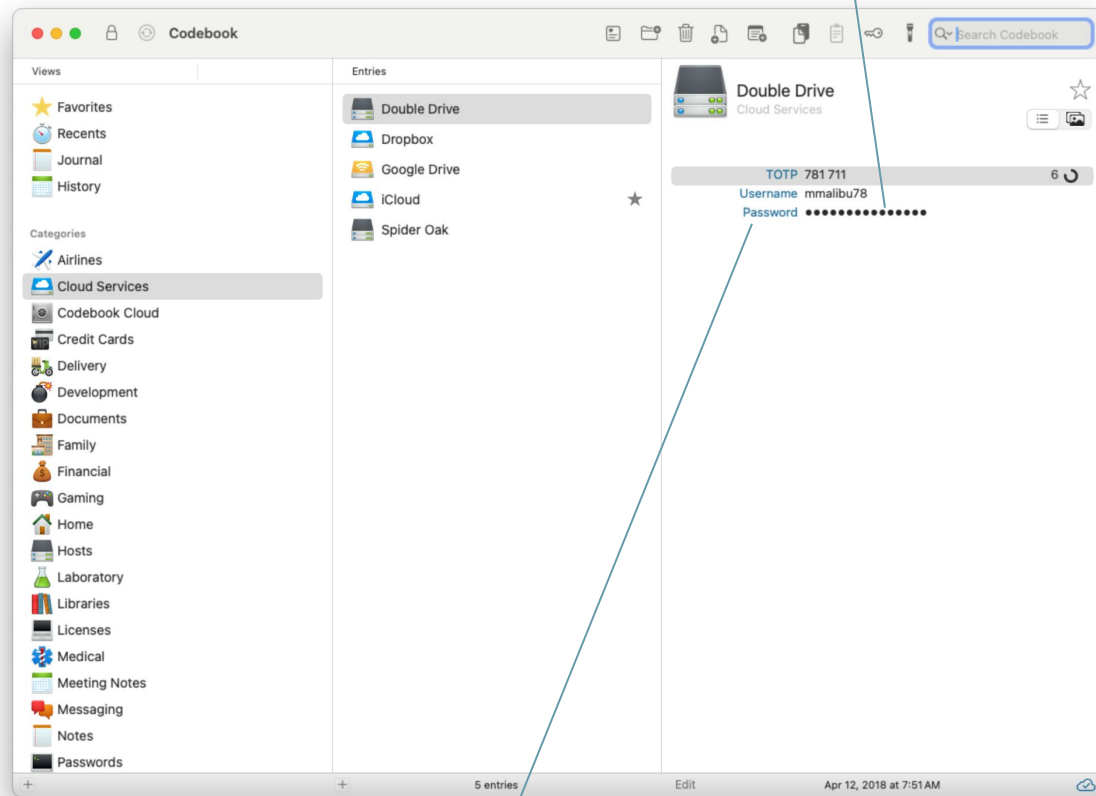 Codebook
Search Codebook
Views
Favorites
Recents
Journal
History
Categories
Airlines
Cloud Services
Codebook Cloud
Credit Cards
Delivery
Development
Documents
Family
Financial
Gaming
Home
Hosts
Laboratory
Libraries
Licenses
Medical
Meeting Notes
Messaging
Notes
Passwords
Entries
Double Drive
Dropbox
Google Drive
iCloud
Spider Oak
5 entries
Double Drive
Cloud Services
TOTP 781 711 6
Username mmalibu78
Password •••••••••••••••
Edit
Apr 12, 2018 at 7:51 AM